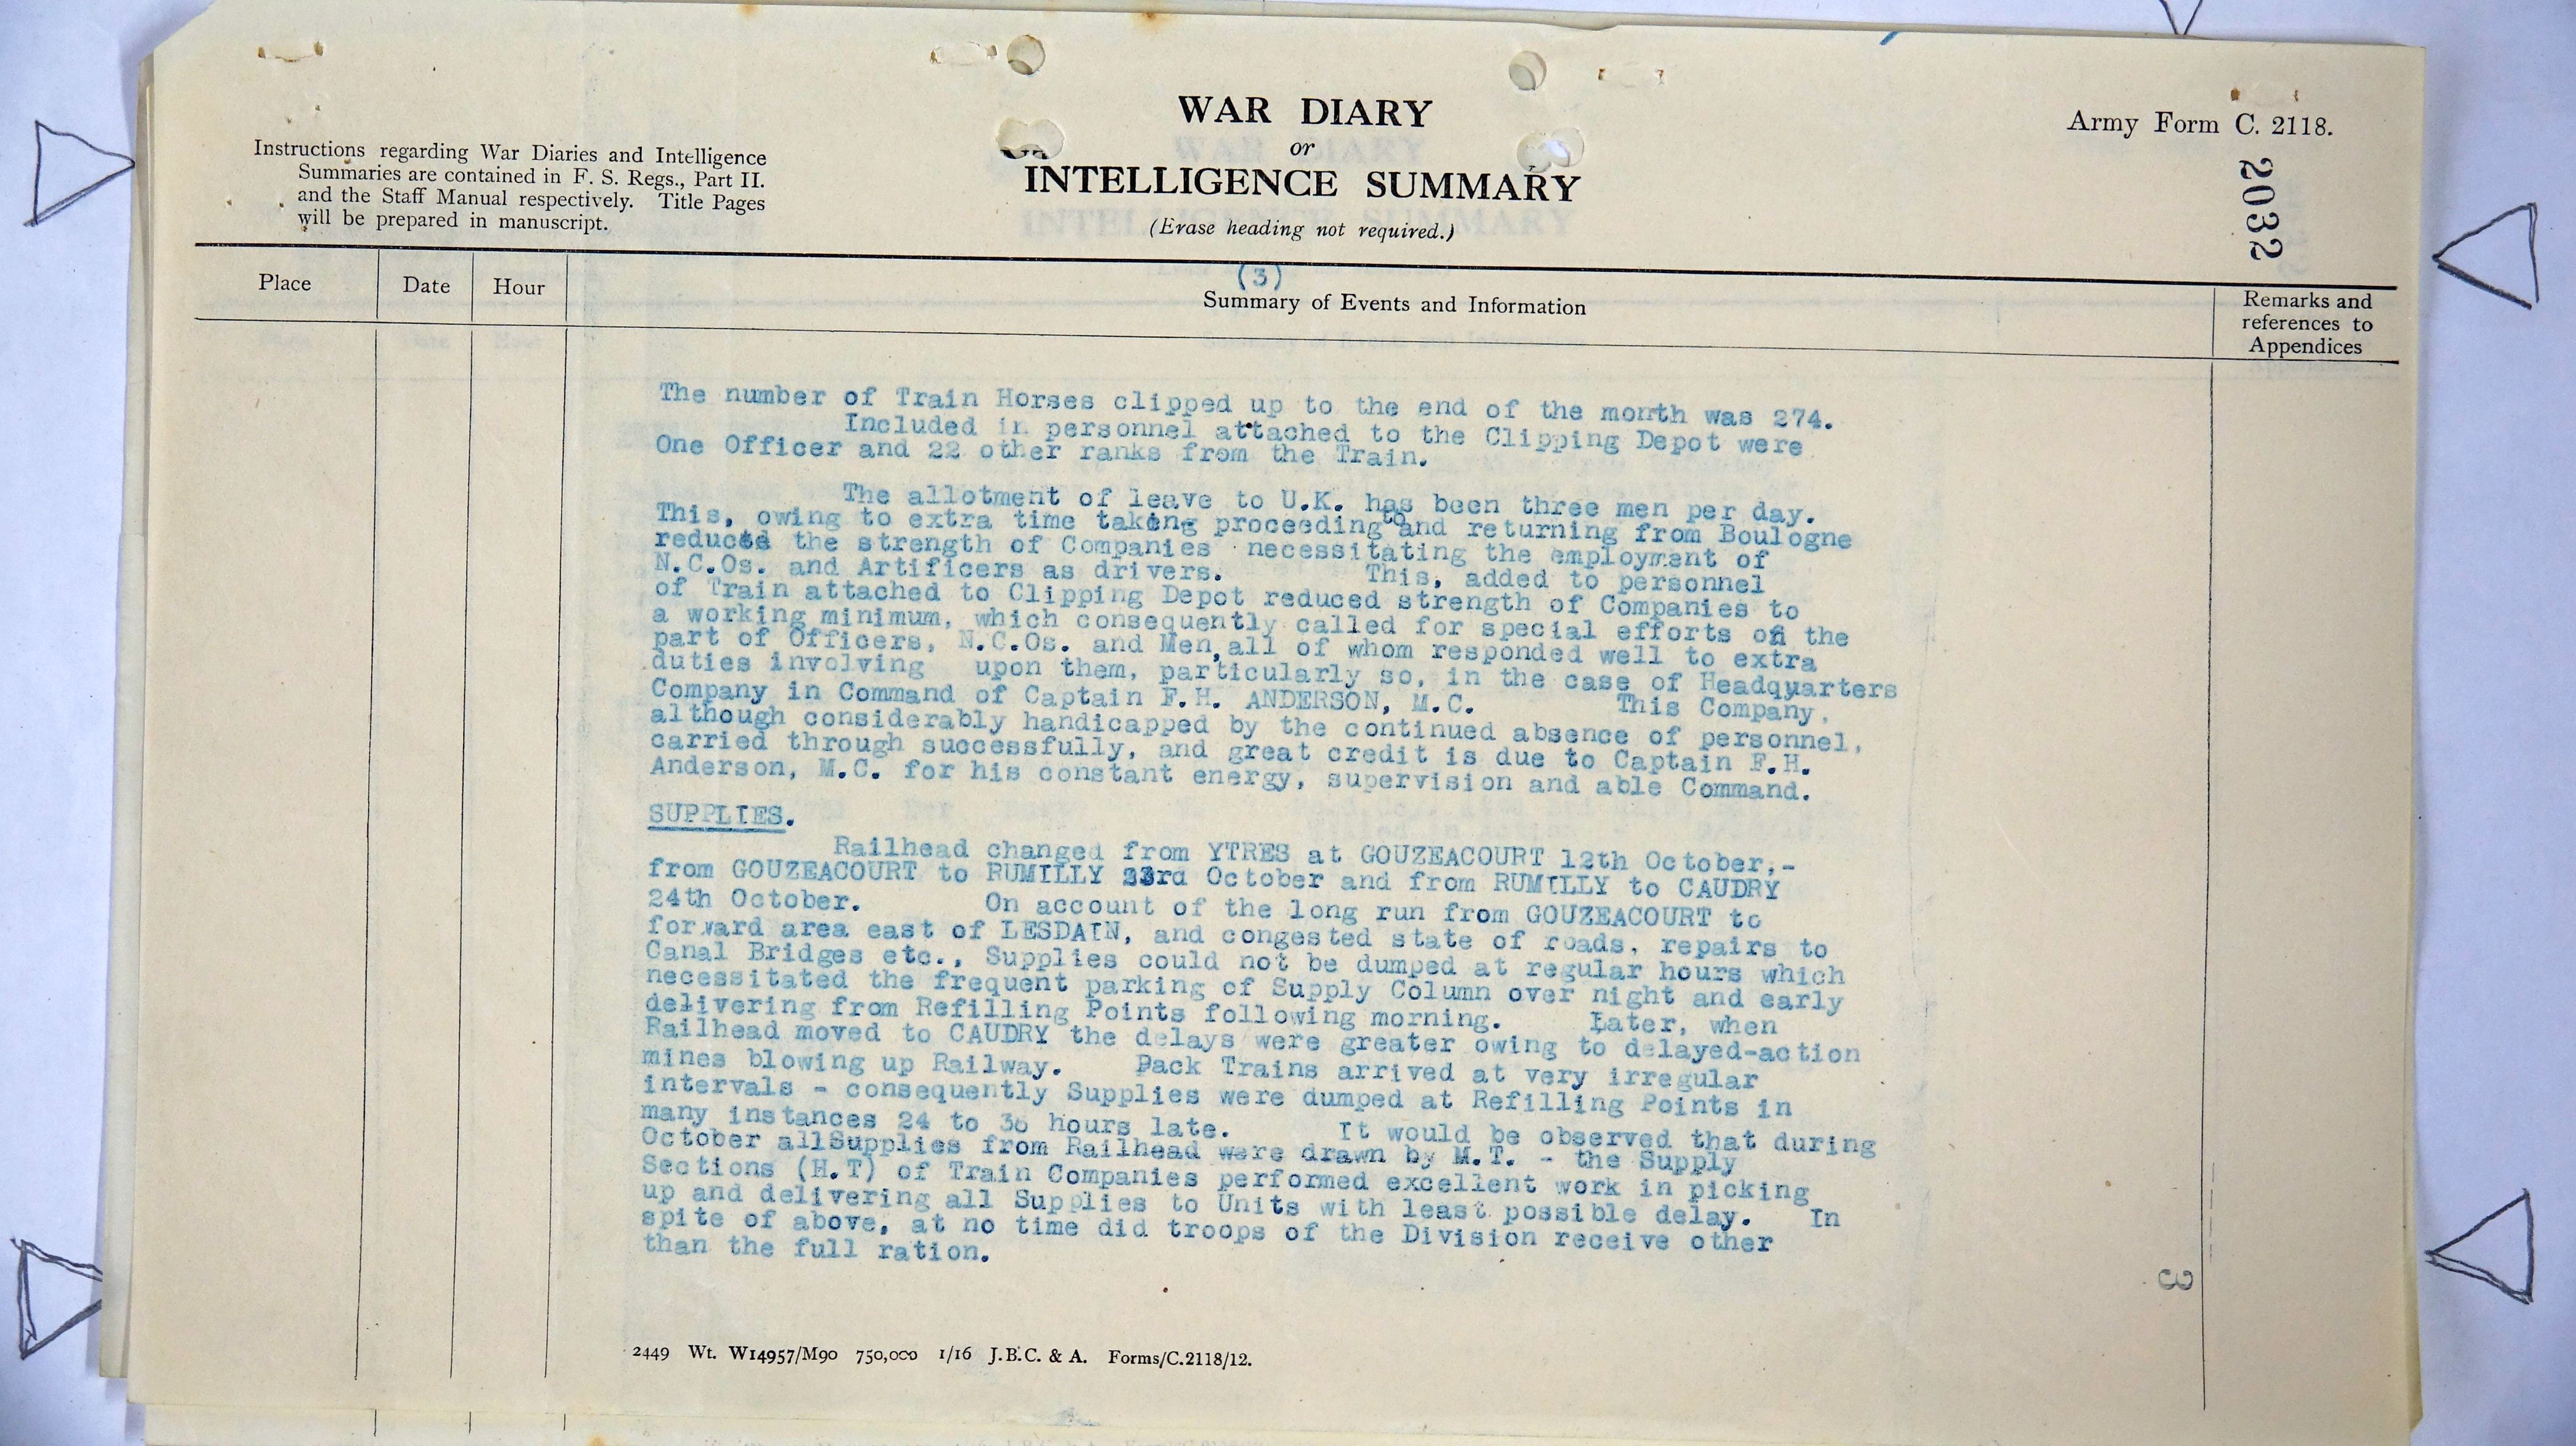 WAR DIARY
or
INTELLIGENCE SUMMARY
(Erase heading not required.)
Instructions regarding War Diaries and Intelligence
Summaries are contained in F. S. Regs., Part II.
and the Staff Manual respectively. Title Pages
will be prepared in manuscript.
Army Form C. 2118.
2032
Place
Date
Hour
(3)
Summary of Events and Information
Remarks and
references to
Appendices
The number of Train Horses clipped up to the end of the month was 274.
Included in personnel attached to the Clipping Depot were
One Officer and 22 other ranks from the Train.
The allotment of leave to U.K. has been three men per day.
This, owing to extra time taking proceeding to and returning from Boulogne
reduced the strength of Companies necessitating the employment of
N.C.Os. and Artificers as drivers. This, added to personnel
of Train attached to Clipping Depot reduced strength of Companies to
a working minimum, which consequently called for special efforts on the
part of Officers, N.C.Os. and Men, all of whom responded well to extra
duties involving upon them, particularly so, in the case of Headquarters
Company in Command of Captain F.H. ANDERSON, M.C. This Company,
although considerably handicapped by the continued absence of personnel,
carried through successfully, and great credit is due to Captain F.H.
Anderson, M.C. for his constant energy, supervision and able Command.
SUPPLIES.
Railhead changed from YTRES at GOUZEACOURT 12th October,-
from GOUZEACOURT to RUMILLY 23rd October and from RUMILLY to CAUDRY
24th October. On account of the long run from GOUZEACOURT to
forward area east of LESDAIN, and congested state of roads, repairs to
Canal Bridges etc., Supplies could not be dumped at regular hours which
necessitated the frequent parking of Supply Column over night and early
delivering from Refilling Points following morning. Later, when
Railhead moved to CAUDRY the delays were greater owing to delayed-action
mines blowing up Railway. Pack Trains arrived at very irregular
intervals - consequently Supplies were dumped at Refilling Points in
many instances 24 to 36 hours late. It would be observed that during
October allSupplies from Railhead were drawn by M.T. - the Supply
Sections (H.T) of Train Companies performed excellent work in picking
up and delivering all Supplies to Units with least possible delay. In
spite of above, at no time did troops of the Division receive other
than the full ration.
3
2449 Wt. W14957/M90 750,000 1/16 J.B.C. & A. Forms/C.2118/12.